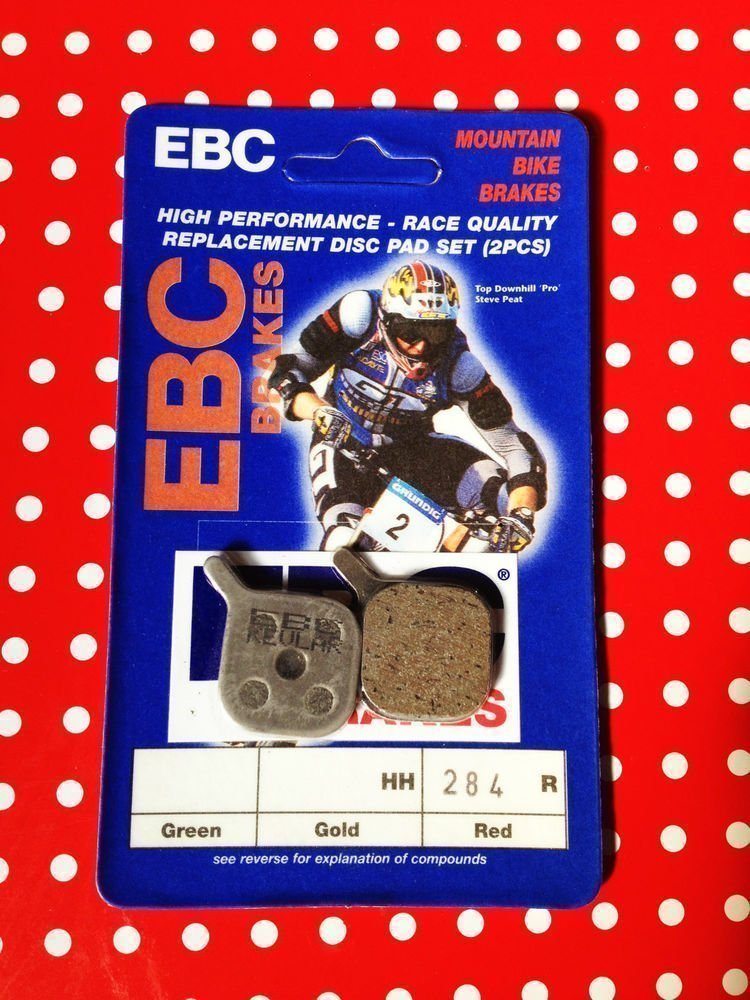 EBC
MOUNTAIN
BIKE
BRAKES
HIGH PERFORMANCE - RACE QUALITY
REPLACEMENT DISC PAD SET (2PCS)
EBC
BRAKES
Top Downhill 'Pro'
Steve Peat
GRUNDIG
2
®
KEVLAR
HH
284 R
Green
Gold
Red
see reverse for explanation of compounds